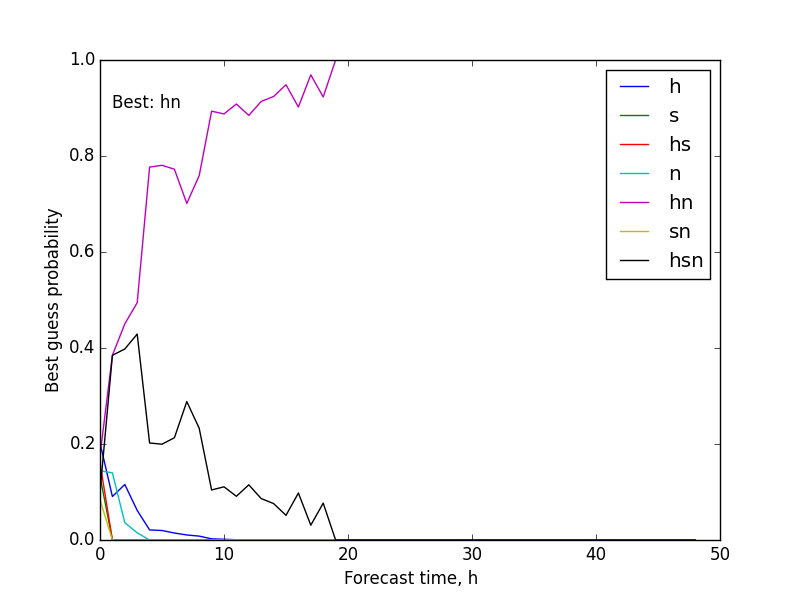 1.0
0.8
0.6
0.4
0.2
0.0
Best guess probability
Best: hn
h
s
hs
n
hn
sn
hsn
0 10 20 30 40 50
Forecast time, h